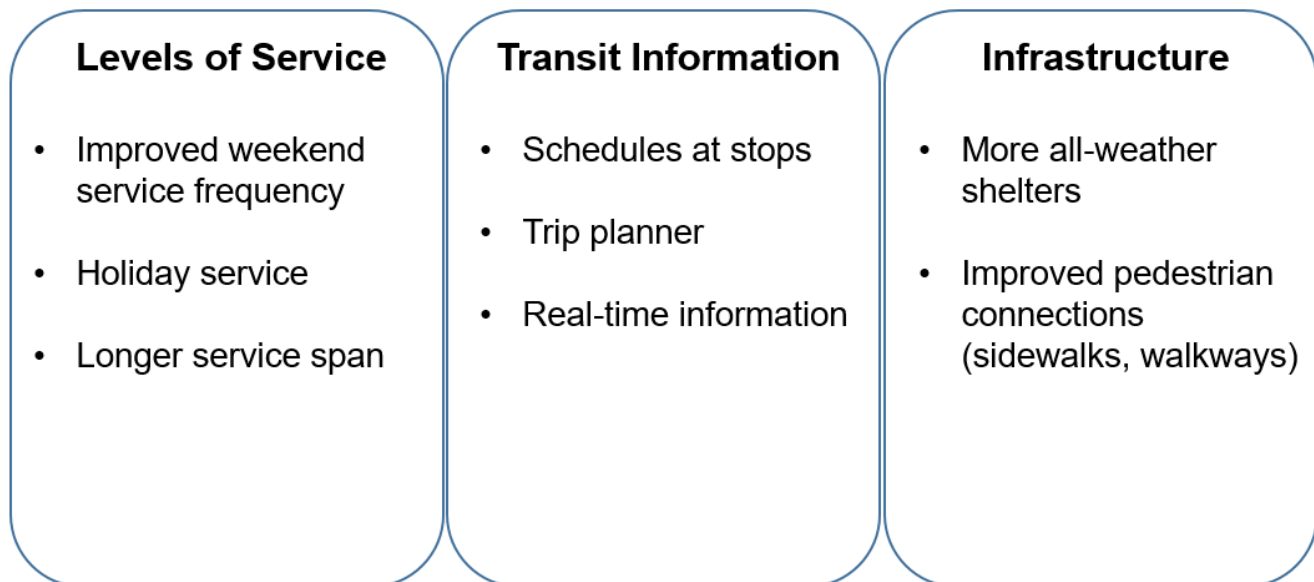 Levels of Service
• Improved weekend
service frequency
• Holiday service
• Longer service span
Transit Information
• Schedules at stops
• Trip planner
• Real-time information
Infrastructure
• More all-weather
shelters
• Improved pedestrian
connections
(sidewalks, walkways)